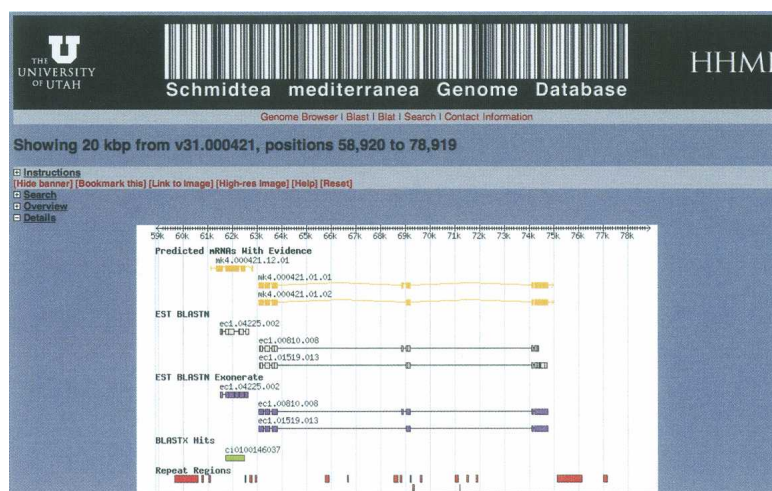 THE
UNIVERSITY
OF UTAH
Schmidtea mediterranea Genome Database
HHMI
Genome Browser | Blast | Blat | Search | Contact Information
Showing 20 kbp from v31.000421, positions 58,920 to 78,919
Instructions
[Hide banner] [Bookmark this] [Link to Image] [High-res Image] [Help] [Reset]
Search
Overview
Details
59k 60k 61k 62k 63k 64k 65k 66k 67k 68k 69k 70k 71k 72k 73k 74k 75k 76k 77k 78k
Predicted mRNAs With Evidence
mk4.000421.12.01
mk4.000421.01.01
mk4.000421.01.02
EST BLASTN
ec1.04225.002
ec1.00810.008
ec1.01519.013
EST BLASTN Exonerate
ec1.04225.002
ec1.00810.008
ec1.01519.013
BLASTX Hits
ci0100146037
Repeat Regions